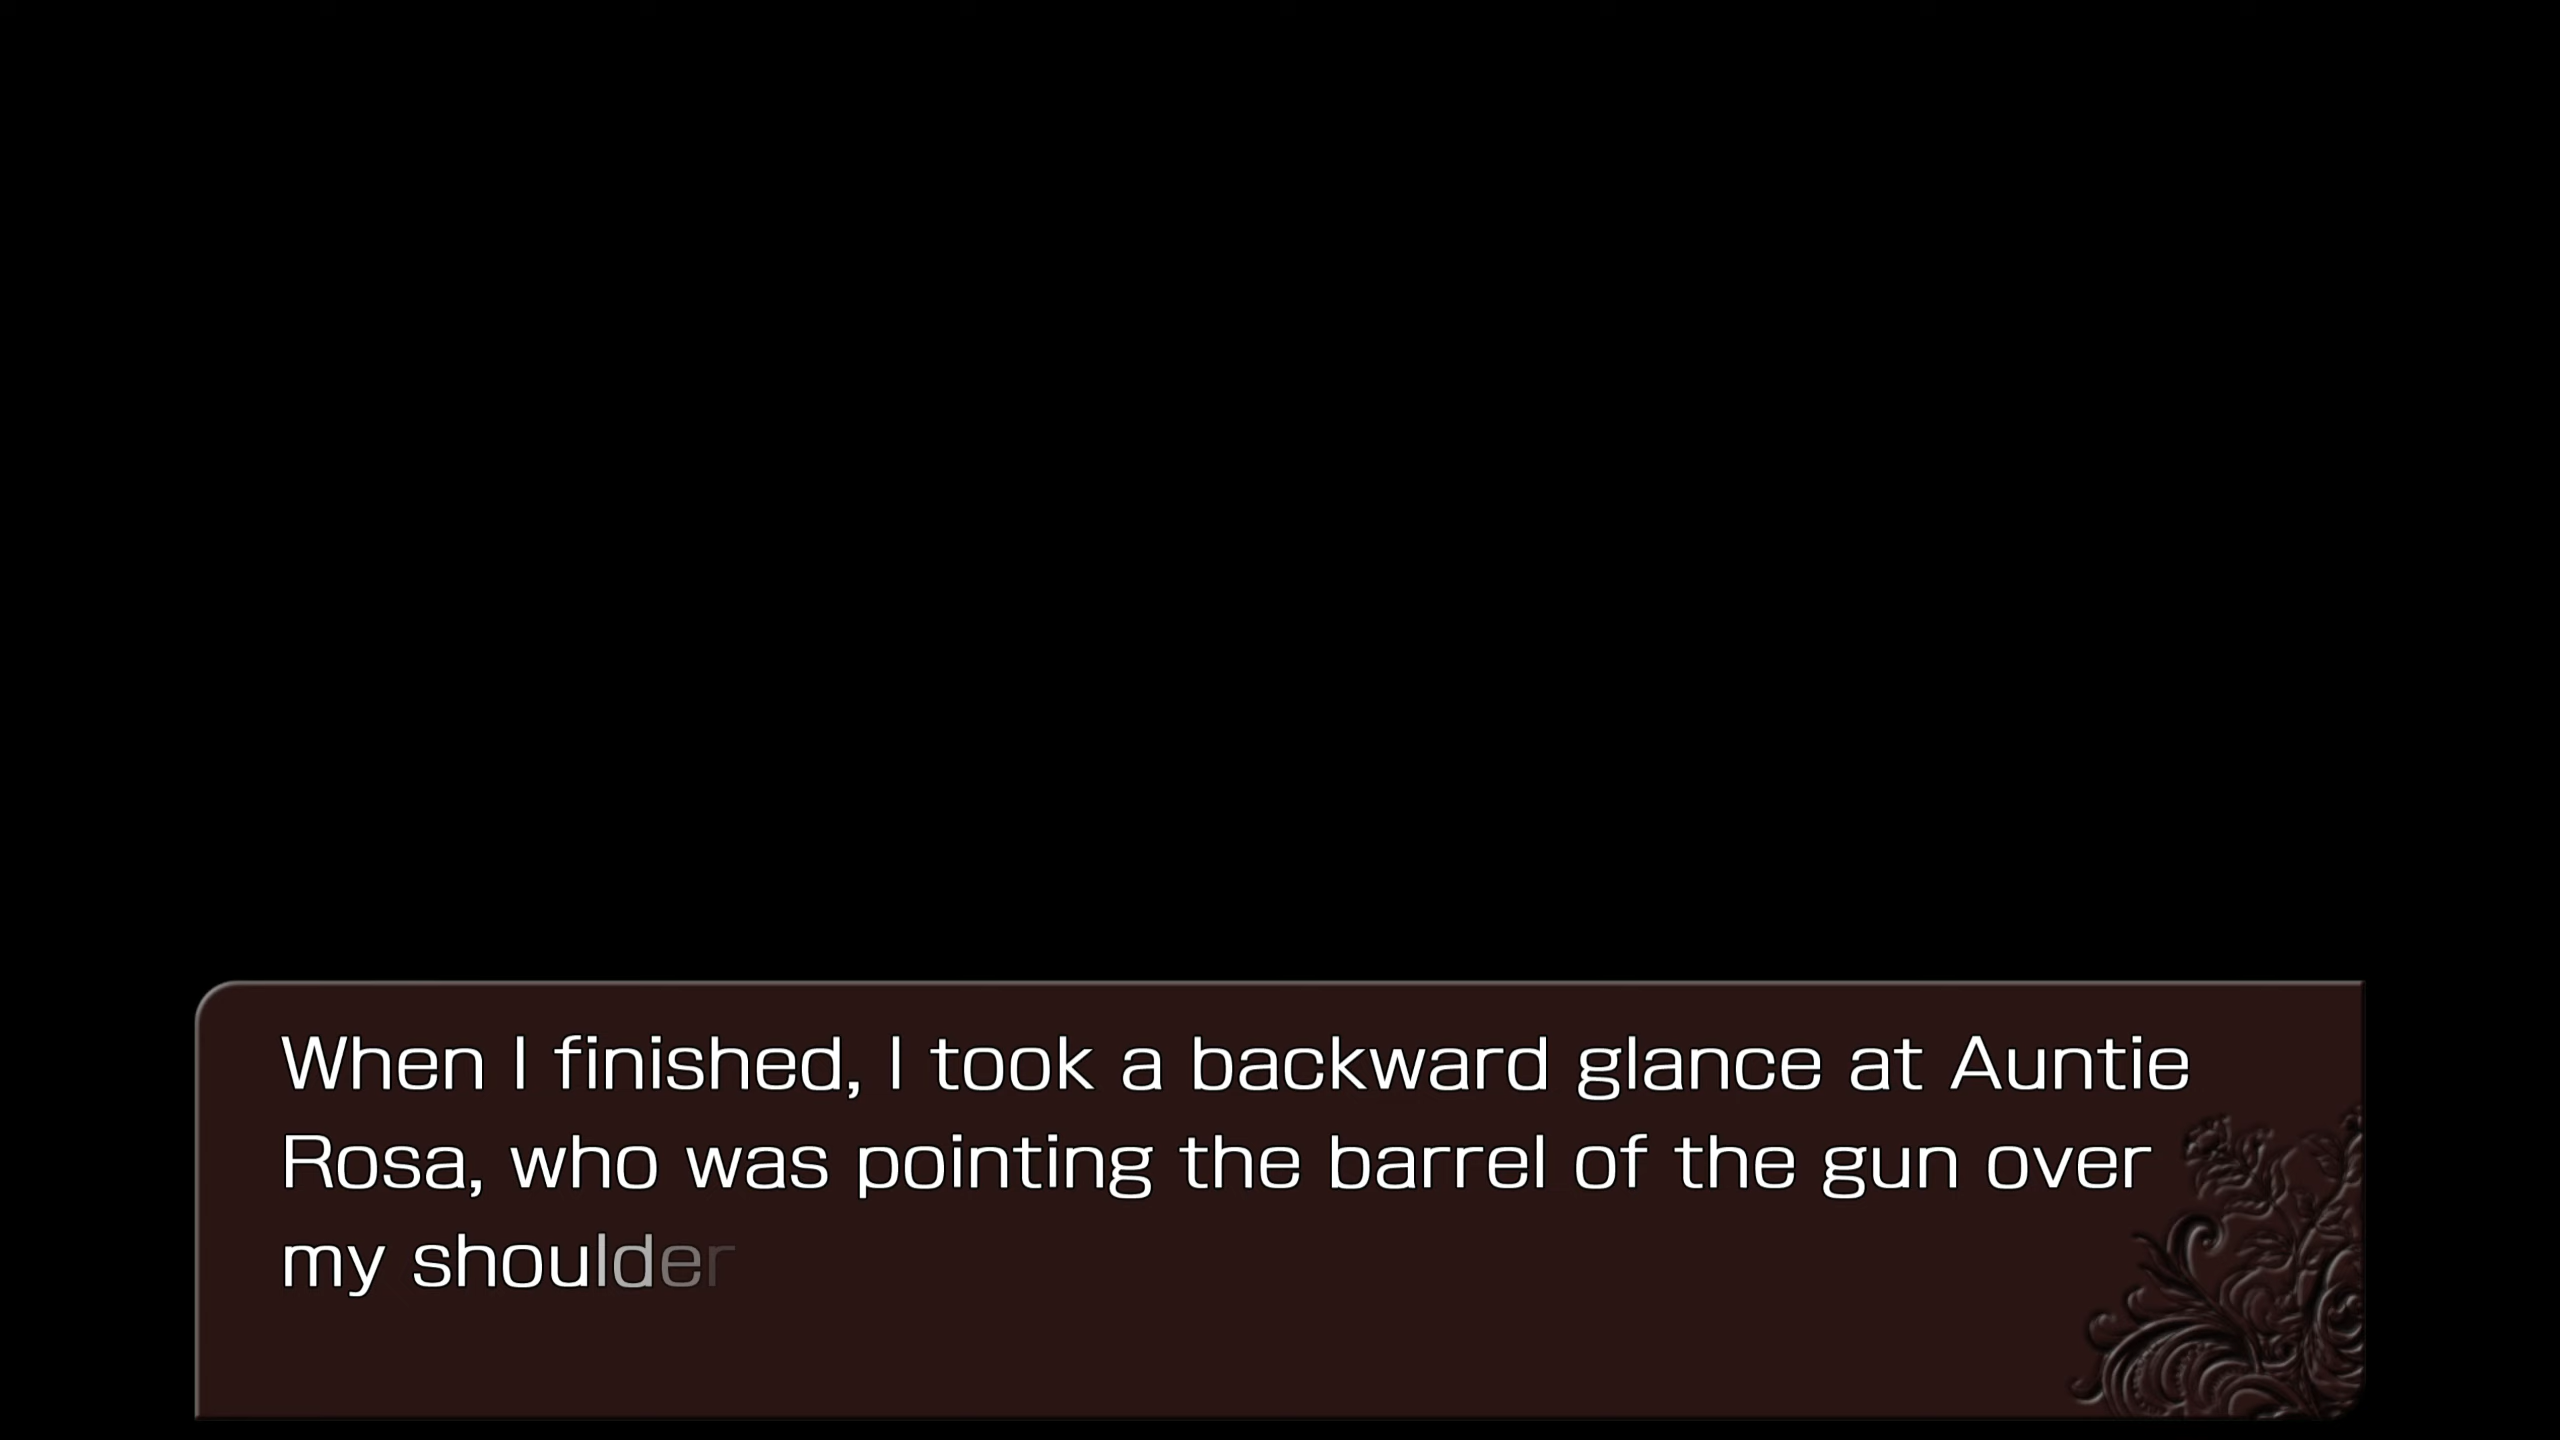 When I finished, I took a backward glance at Auntie
Rosa, who was pointing the barrel of the gun over
my shoulder